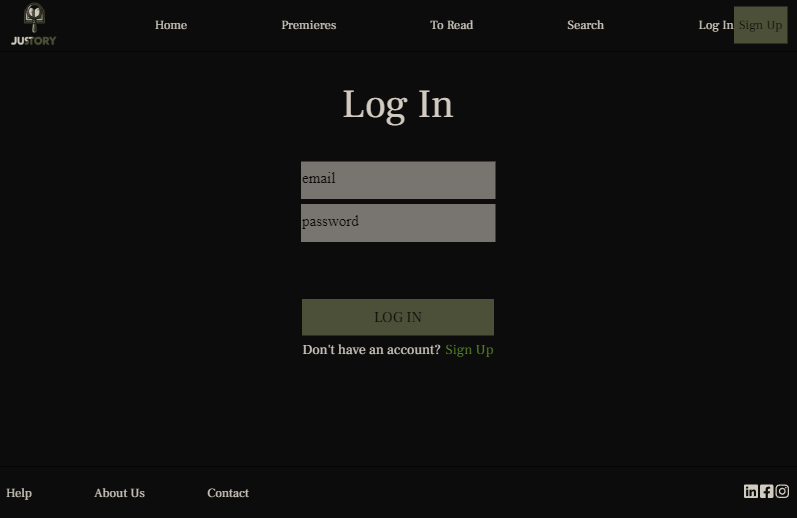 JUSTORY
Home Premieres To Read Search Log In Sign Up
Log In
email
password
LOG IN
Don't have an account? Sign Up
Help About Us Contact